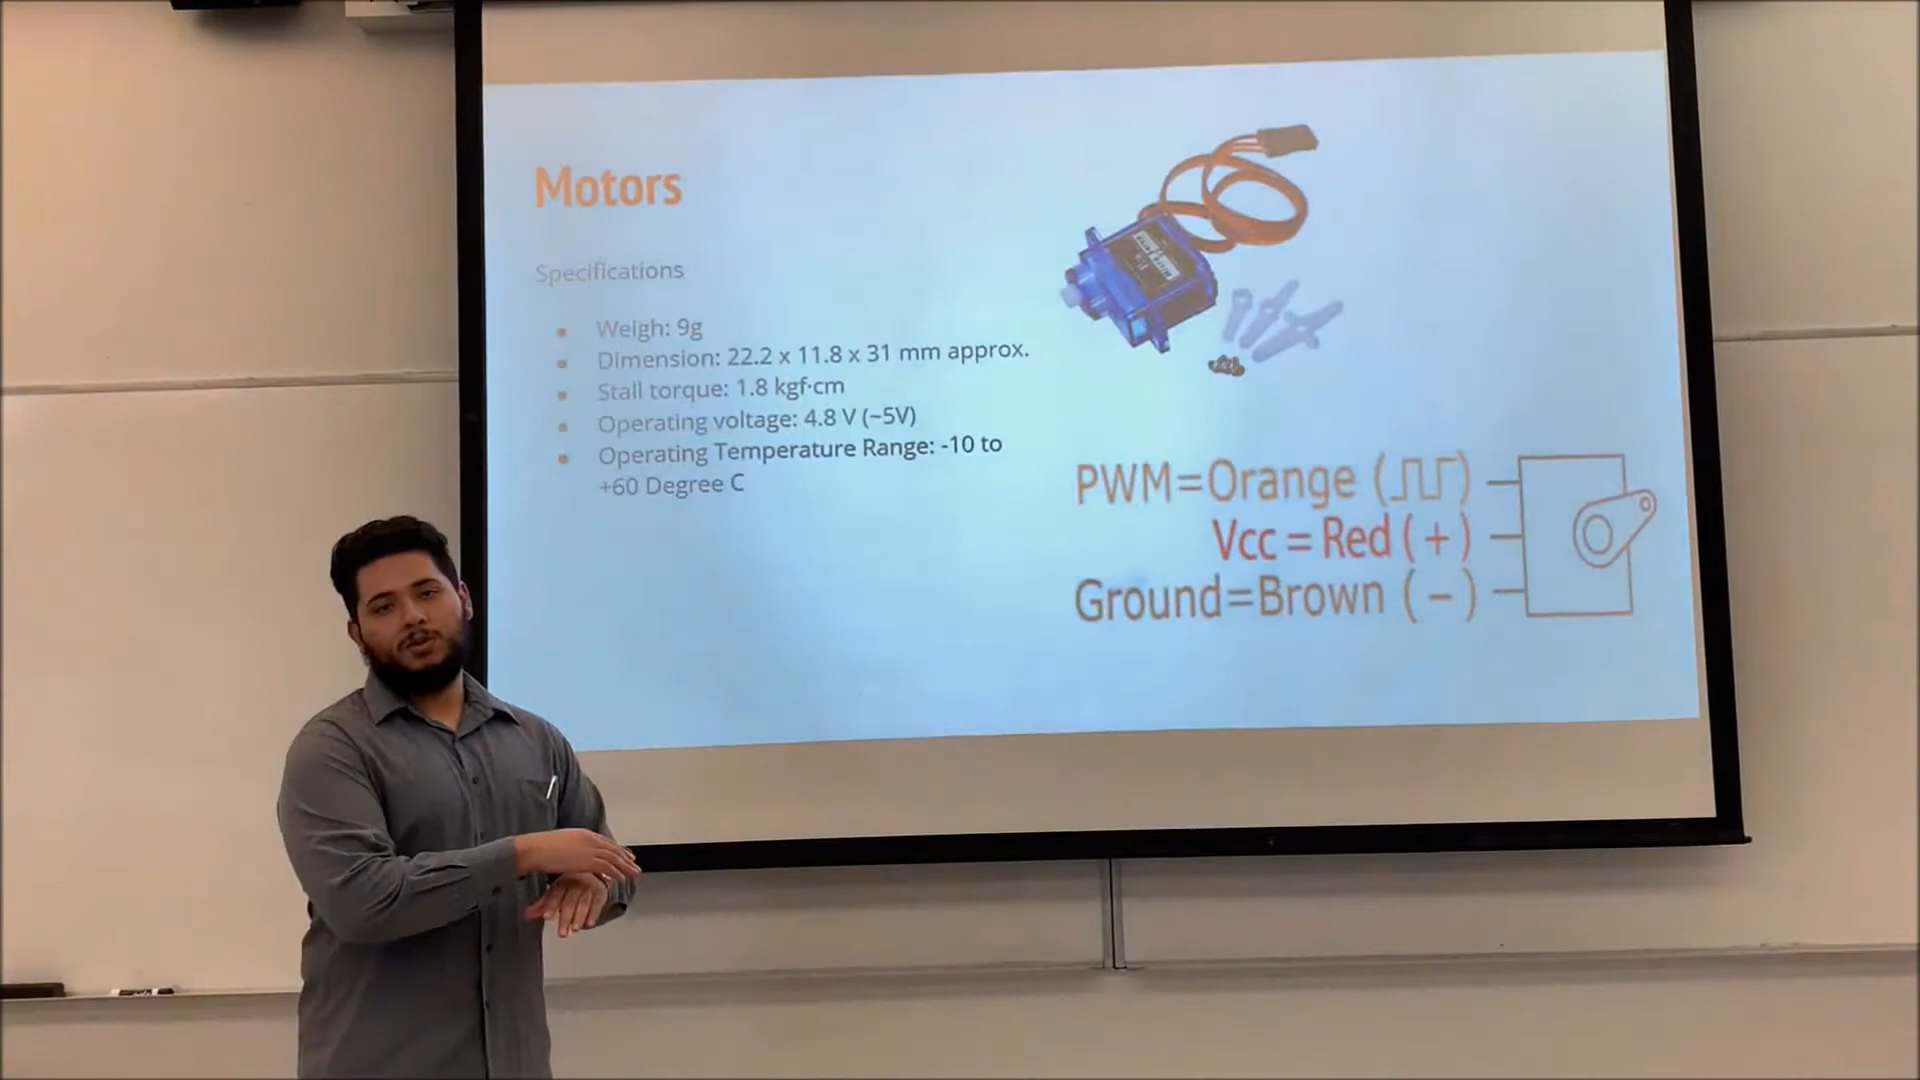 Motors
Specifications
Weigh: 9g
Dimension: 22.2 x 11.8 x 31 mm approx.
Stall torque: 1.8 kgf·cm
Operating voltage: 4.8 V (~5V)
Operating Temperature Range: -10 to
+60 Degree C
PWM=Orange (
Vcc = Red ( + )
Ground=Brown ( − )